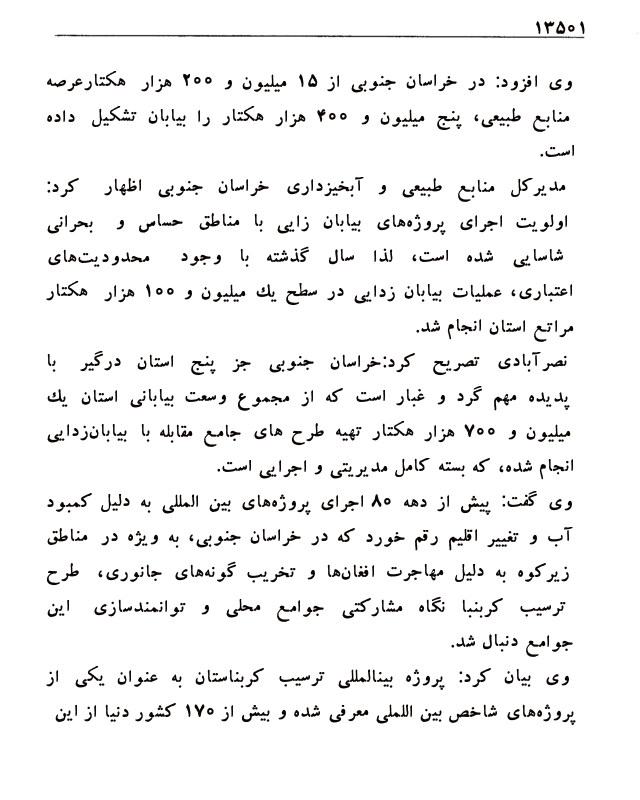 ۱۳۵۰۱
وی افزود: در خراسان جنوبی از ۱۵ میلیون و ۲۰۰ هزار هکتارعرصه
منابع طبیعی، پنج میلیون و ۴۰۰ هزار هکتار را بیابان تشکیل داده
است.
مدیرکل منابع طبیعی و آبخیزداری خراسان جنوبی اظهار کرد:
اولویت اجرای پروژه‌های بیابان زایی با مناطق حساس و بحرانی
شاسایی شده است، لذا سال گذشته با وجود محدودیت‌های
اعتباری، عملیات بیابان زدایی در سطح یك میلیون و ۱۰۰ هزار هکتار
مراتع استان انجام شد.
نصرآبادی تصریح کرد:خراسان جنوبی جز پنج استان درگیر با
پدیده مهم گرد و غبار است که از مجموع وسعت بیابانی استان یك
میلیون و ۷۰۰ هزار هکتار تهیه طرح های جامع مقابله با بیابان‌زدایی
انجام شده، که بسته کامل مدیریتی و اجرایی است.
وی گفت: پیش از دهه ۸۰ اجرای پروژه‌های بین المللی به دلیل کمبود
آب و تغییر اقلیم رقم خورد که در خراسان جنوبی، به ویژه در مناطق
زیرکوه به دلیل مهاجرت افغان‌ها و تخریب گونه‌های جانوری، طرح
ترسیب کربنبا نگاه مشارکتی جوامع محلی و توانمندسازی این
جوامع دنبال شد.
وی بیان کرد: پروژه بینالمللی ترسیب کربناستان به عنوان یکی از
پروژه‌های شاخص بین اللملی معرفی شده و بیش از ۱۷۰ کشور دنیا از این